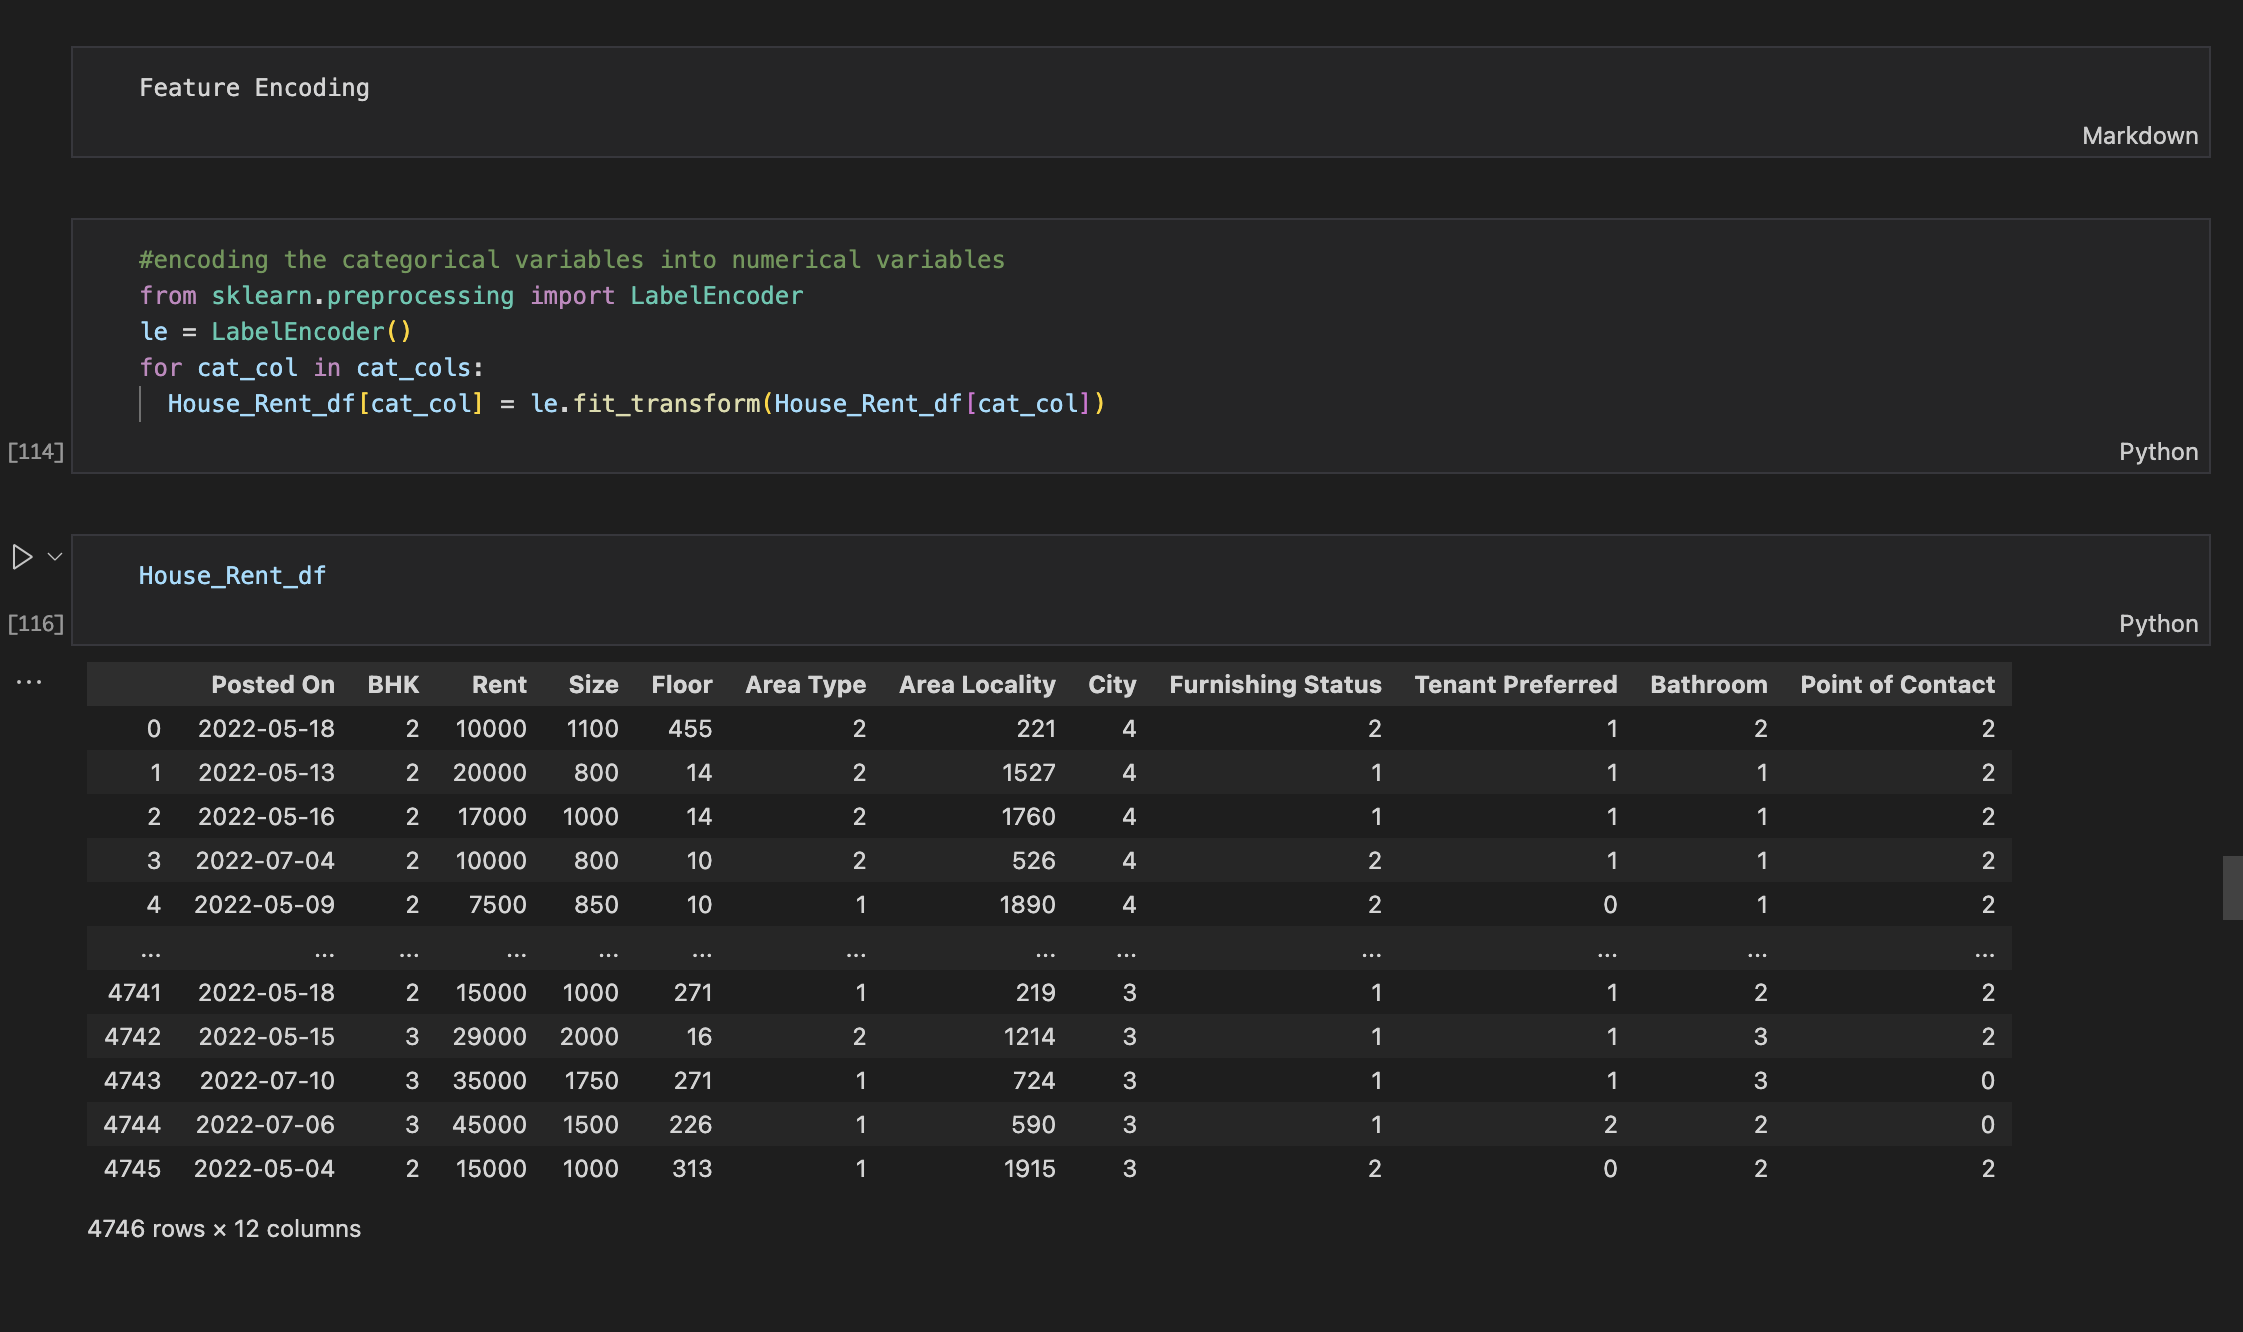 Feature Encoding
Markdown
#encoding the categorical variables into numerical variables
from sklearn.preprocessing import LabelEncoder
le = LabelEncoder()
for cat_col in cat_cols:
  House_Rent_df[cat_col] = le.fit_transform(House_Rent_df[cat_col])
[114]
Python
House_Rent_df
[116]
Python
...
Posted On BHK Rent Size Floor Area Type Area Locality City Furnishing Status Tenant Preferred Bathroom Point of Contact
0 2022-05-18 2 10000 1100 455 2 221 4 2 1 2 2
1 2022-05-13 2 20000 800 14 2 1527 4 1 1 1 2
2 2022-05-16 2 17000 1000 14 2 1760 4 1 1 1 2
3 2022-07-04 2 10000 800 10 2 526 4 2 1 1 2
4 2022-05-09 2 7500 850 10 1 1890 4 2 0 1 2
... ... ... ... ... ... ... ... ... ... ... ... ...
4741 2022-05-18 2 15000 1000 271 1 219 3 1 1 2 2
4742 2022-05-15 3 29000 2000 16 2 1214 3 1 1 3 2
4743 2022-07-10 3 35000 1750 271 1 724 3 1 1 3 0
4744 2022-07-06 3 45000 1500 226 1 590 3 1 2 2 0
4745 2022-05-04 2 15000 1000 313 1 1915 3 2 0 2 2
4746 rows × 12 columns